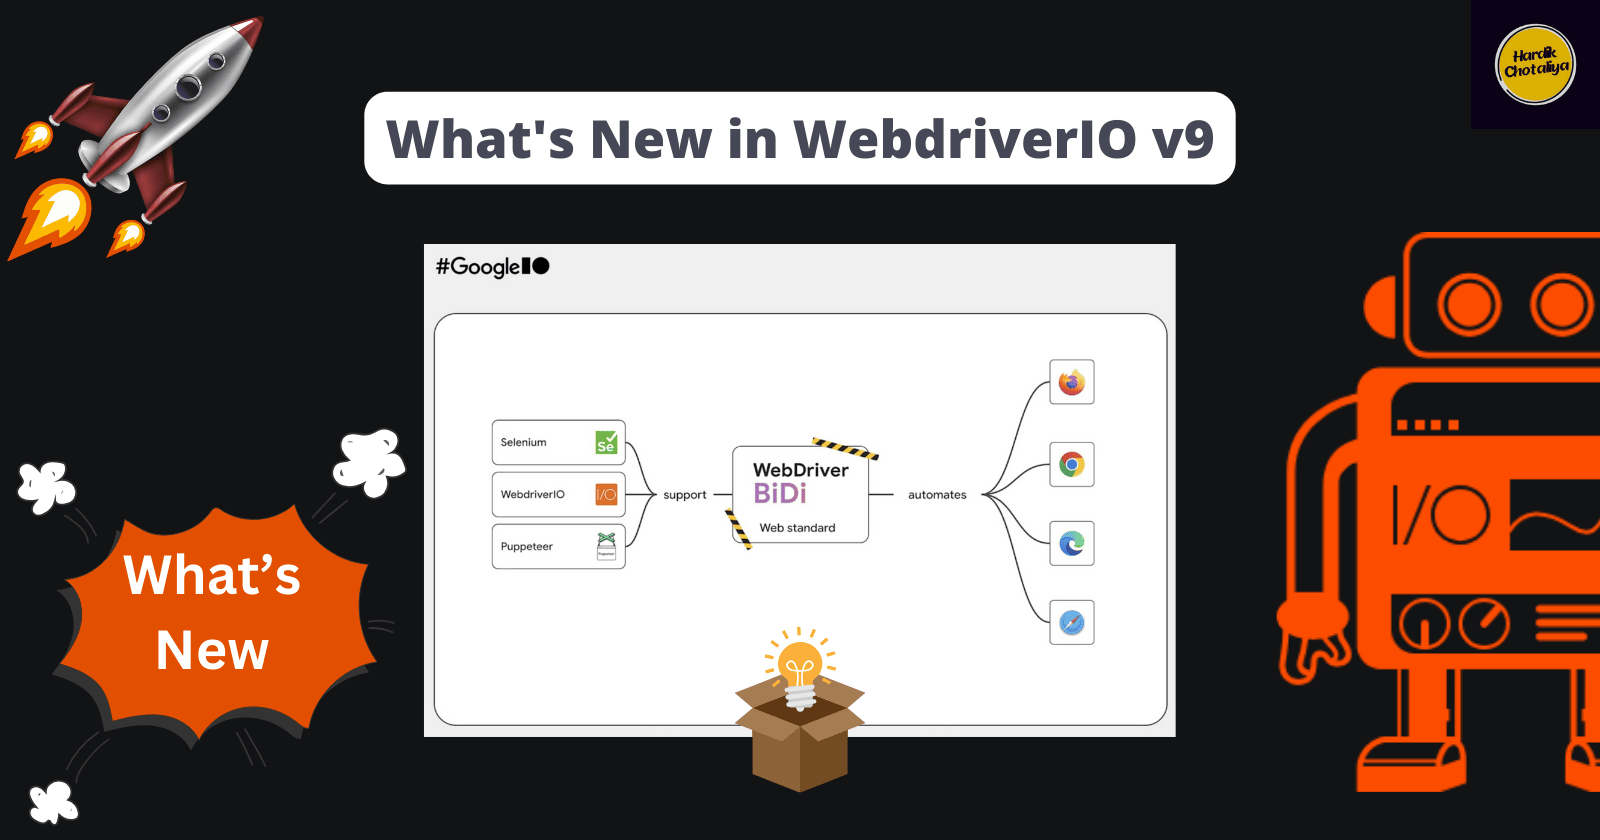 Hardik
Chotaliya
What's New in WebdriverIO v9
#GoogleIO
Selenium
Se
WebdriverIO
I/O
Puppeteer
support
WebDriver
BiDi
Web standard
automates
What’s
New
I/O